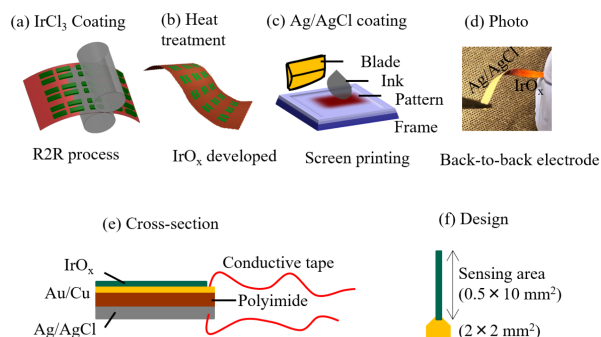 (a) IrCl₃ Coating
(b) Heat
treatment
(c) Ag/AgCl coating
(d) Photo
Blade
Ink
Pattern
Frame
Ag/AgCl
IrOₓ
R2R process
IrOₓ developed
Screen printing
Back-to-back electrode
(e) Cross-section
(f) Design
IrOₓ
Au/Cu
Ag/AgCl
Conductive tape
Polyimide
Sensing area
(0.5×10 mm²)
(2×2 mm²)